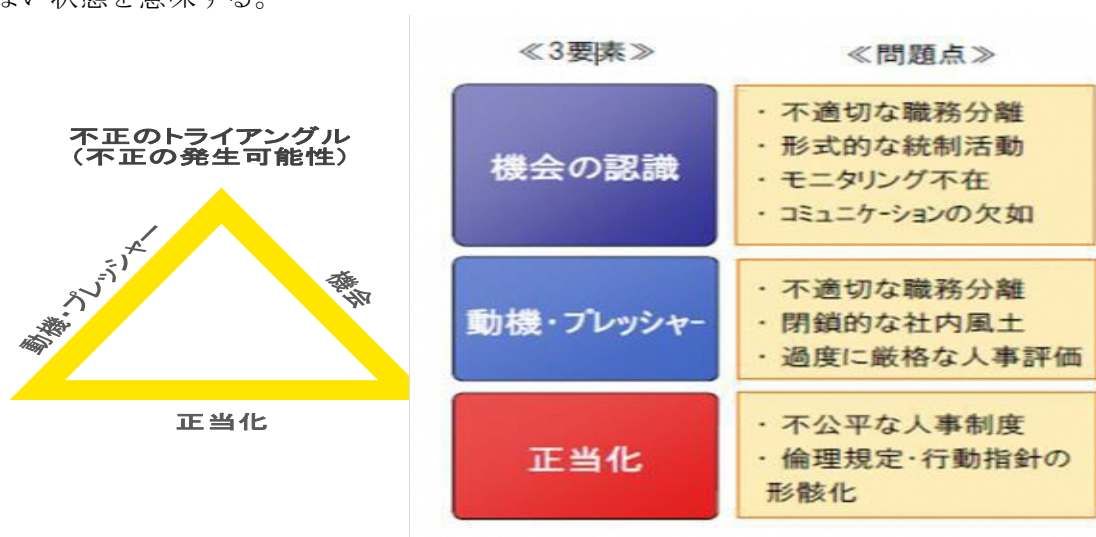 ない状態を意味する。
不正のトライアングル
（不正の発生可能性）
動機・プレッシャー
機会
正当化
≪3要素≫
≪問題点≫
機会の認識
・ 不適切な職務分離
・ 形式的な統制活動
・ モニタリング不在
・ コミュニケーションの欠如
動機・プレッシャー
・ 不適切な職務分離
・ 閉鎖的な社内風土
・ 過度に厳格な人事評価
正当化
・ 不公平な人事制度
・ 倫理規定・行動指針の
形骸化